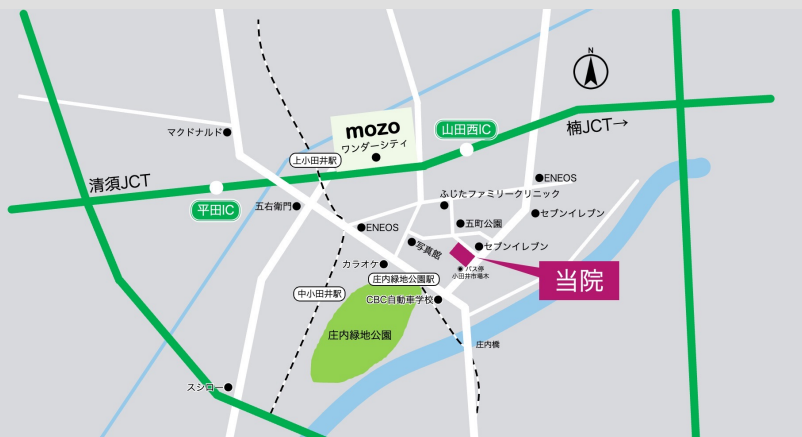 N
mozo
ワンダーシティ
山田西IC
楠JCT→
マクドナルド
上小田井駅
清須JCT
平田IC
ENEOS
ふじたファミリークリニック
五右衛門
セブンイレブン
五町公園
ENEOS
写真館
セブンイレブン
カラオケ
バス停
小田井市場木
当院
庄内緑地公園駅
中小田井駅
CBC自動車学校
庄内緑地公園
庄内橋
スシロー